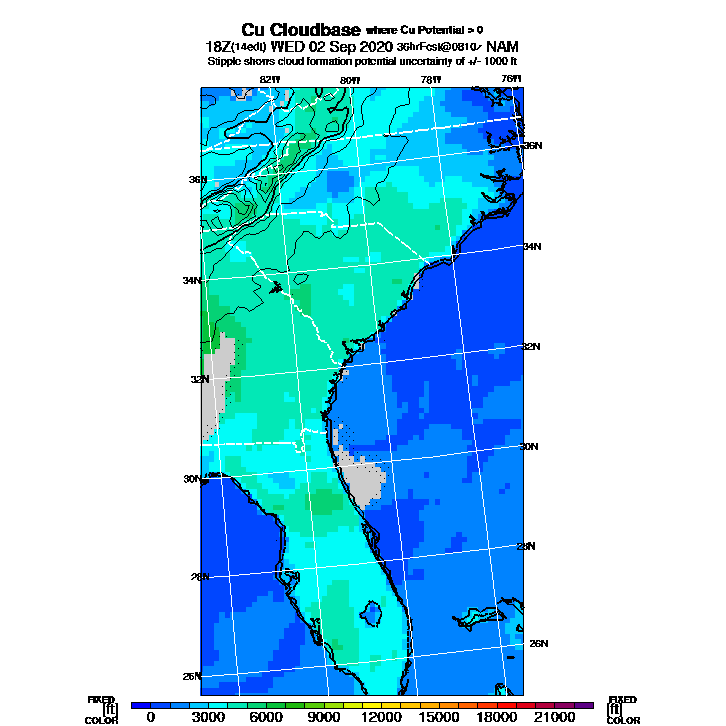 Cu Cloudbase where Cu Potential > 0
18Z(14edt) WED 02 Sep 2020 36hrFcst@0810z NAM
Stipple shows cloud formation potential uncertainty of +/- 1000 ft
82W 80W 78W 76W
36N
36N
34N
34N
32N
32N
30N
30N
28N
28N
26N
26N
FIXED FIXED
[ft] [ft]
COLOR COLOR
0 3000 6000 9000 12000 15000 18000 21000